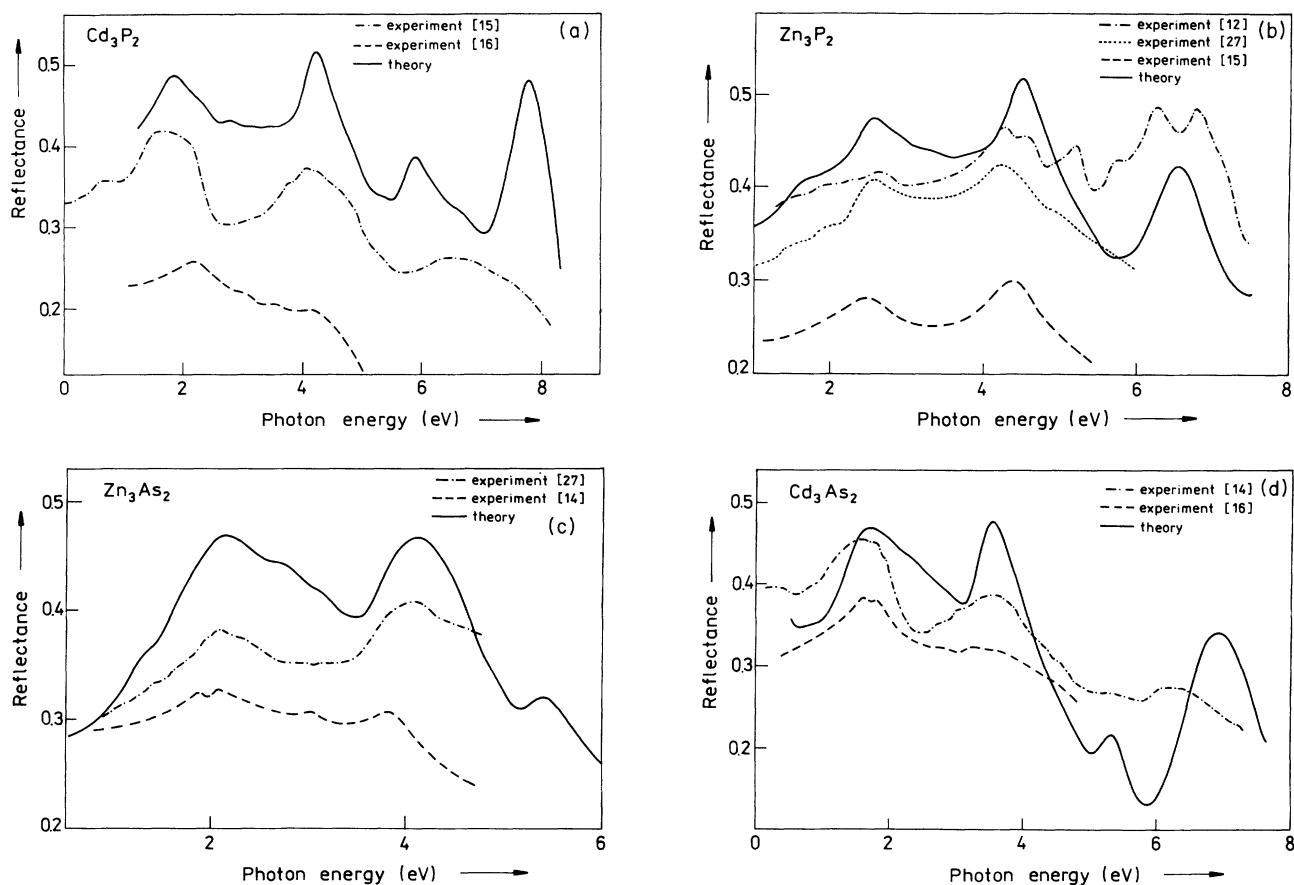 Cd3P2
experiment [15]
experiment [16]
theory
(a)
Reflectance
0.5
0.4
0.3
0.2
0
2
4
6
8
Photon energy (eV)
Zn3P2
experiment [12]
experiment [27]
experiment [15]
theory
(b)
Reflectance
0.5
0.4
0.3
0.2
2
4
6
8
Photon energy (eV)
Zn3As2
experiment [27]
experiment [14]
theory
(c)
Reflectance
0.5
0.4
0.3
0.2
2
4
6
Photon energy (eV)
Cd3As2
experiment [14]
experiment [16]
theory
(d)
Reflectance
0.5
0.4
0.3
0.2
0
2
4
6
8
Photon energy (eV)